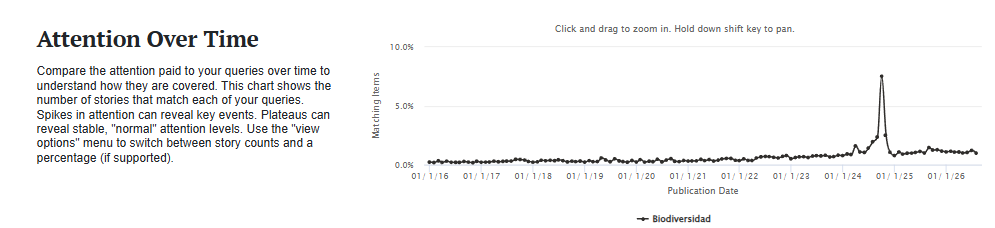 Attention Over Time
Compare the attention paid to your queries over time to
understand how they are covered. This chart shows the
number of stories that match each of your queries.
Spikes in attention can reveal key events. Plateaus can
reveal stable, "normal" attention levels. Use the "view
options" menu to switch between story counts and a
percentage (if supported).
Click and drag to zoom in. Hold down shift key to pan.
10.0%
Matching Items
5.0%
0.0%
01/ 1/16 01/ 1/17 01/ 1/18 01/ 1/19 01/ 1/20 01/ 1/21 01/ 1/22 01/ 1/23 01/ 1/24 01/ 1/25 01/ 1/26
Publication Date
Biodiversidad